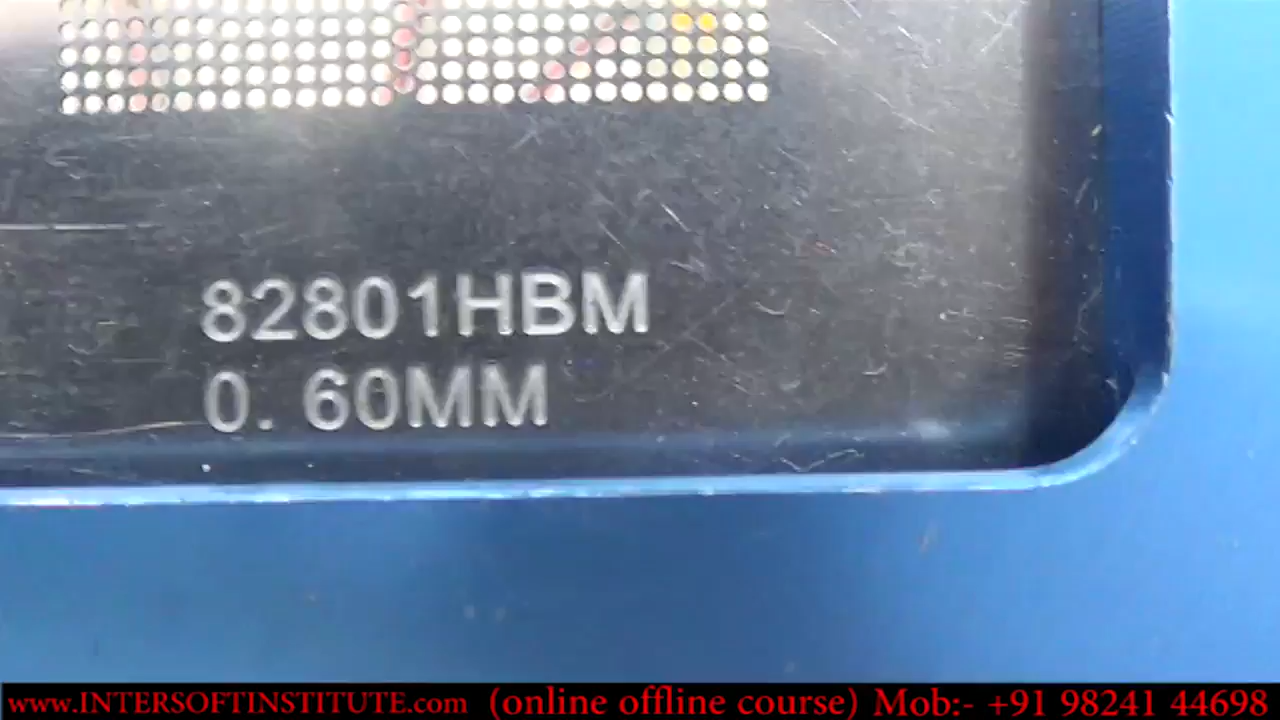 82801HBM
0. 60MM
www.INTERSOFTINSTITUTE.com (online offline course) Mob:- +91 98241 44698